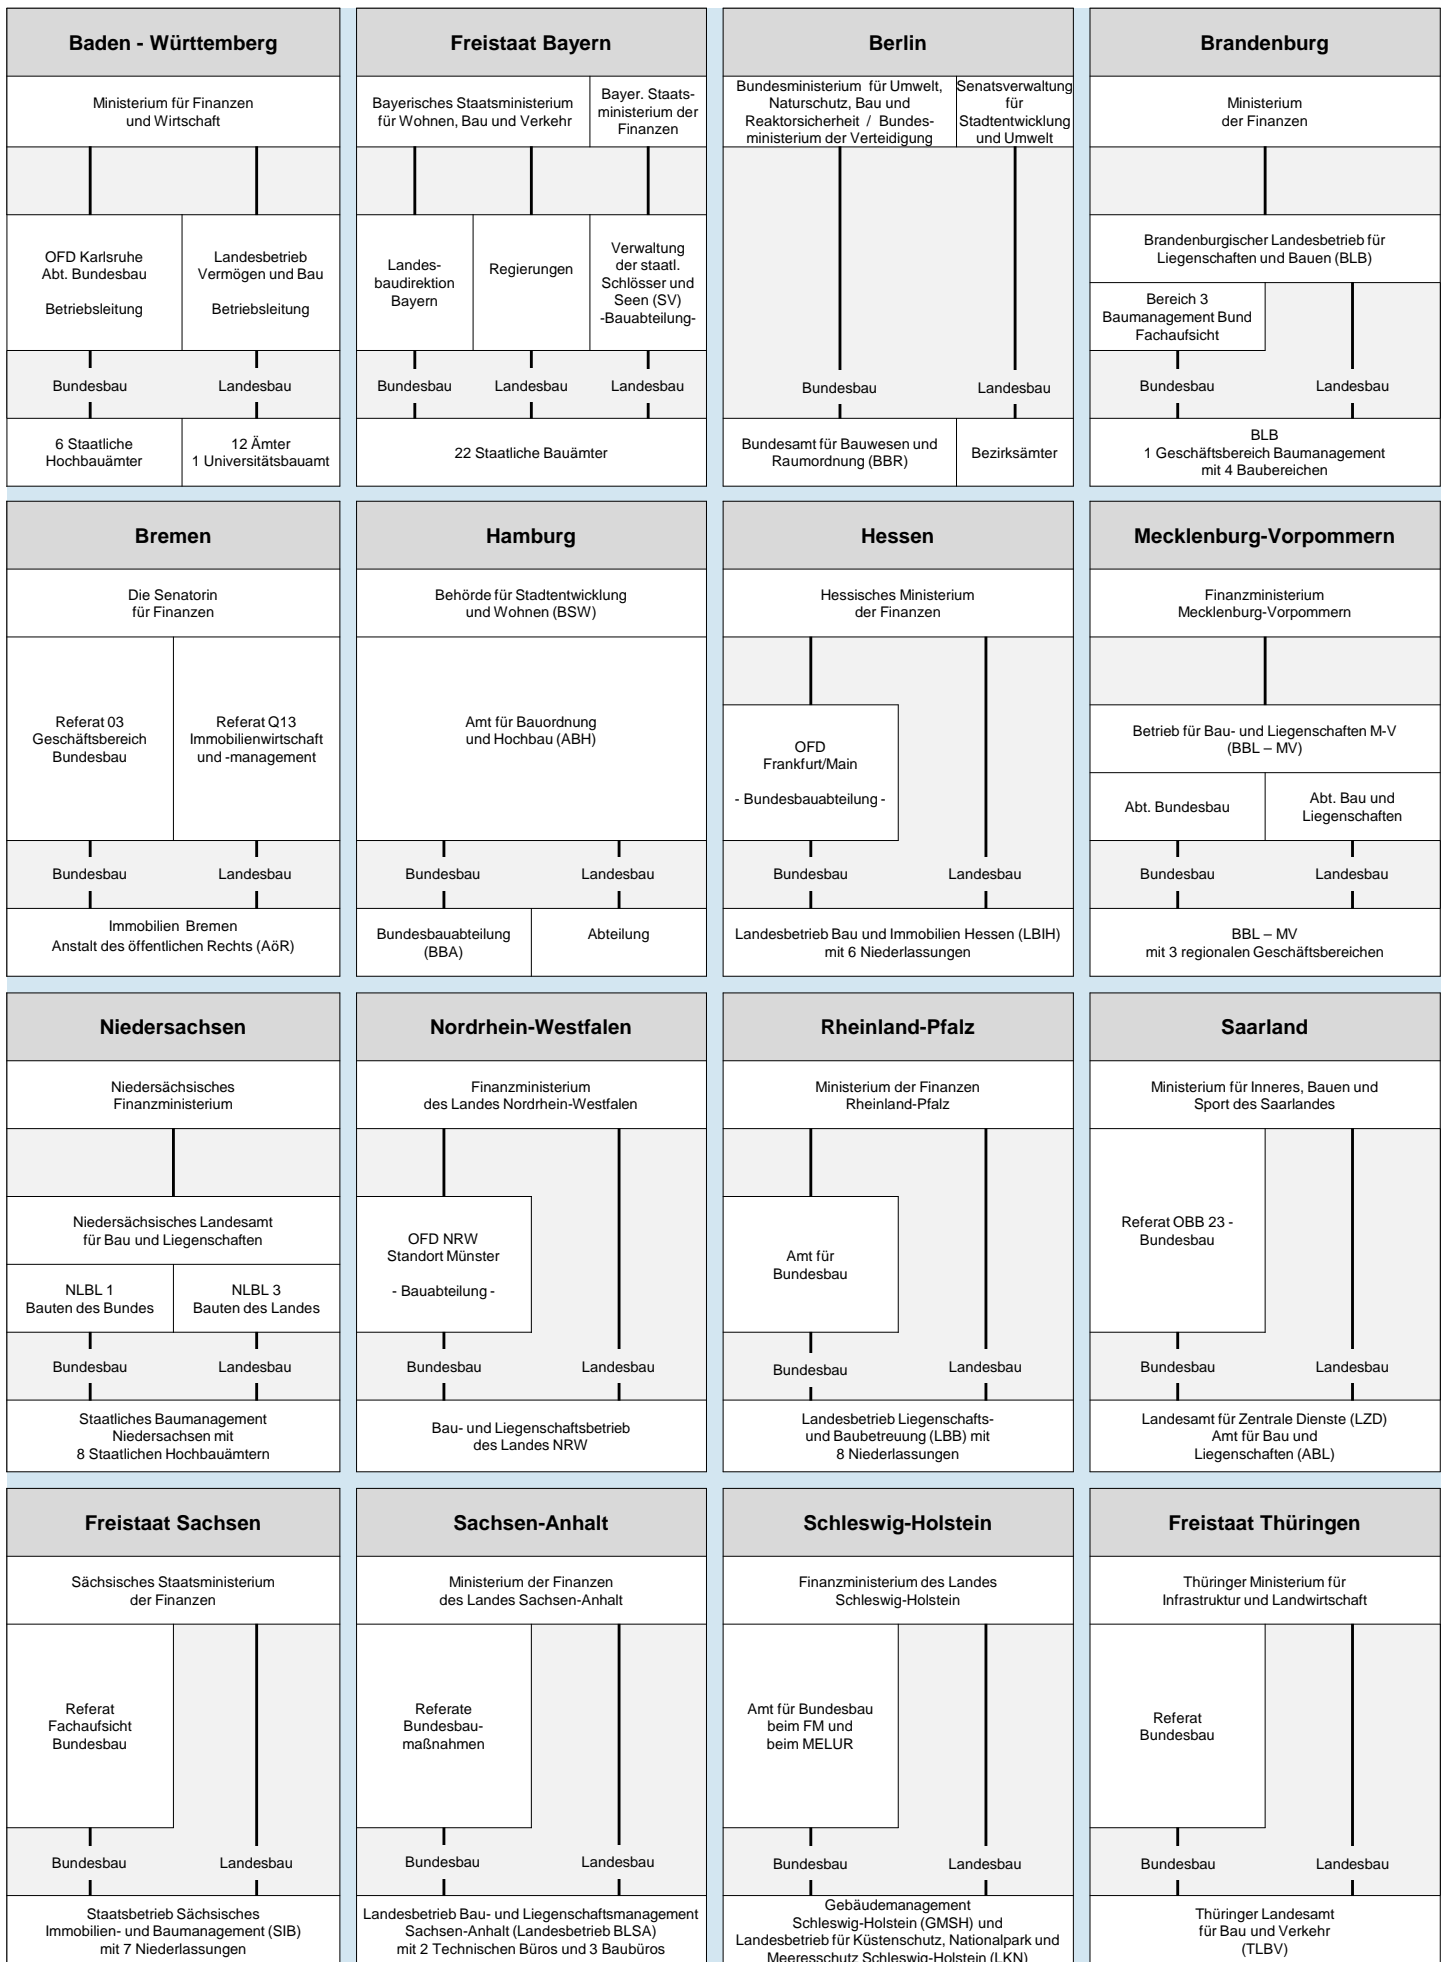 Baden - Württemberg
Ministerium für Finanzen
und Wirtschaft
OFD Karlsruhe
Abt. Bundesbau
Betriebsleitung
Landesbetrieb
Vermögen und Bau
Betriebsleitung
Bundesbau
Landesbau
6 Staatliche
Hochbauämter
12 Ämter
1 Universitätsbauamt
Freistaat Bayern
Bayerisches Staatsministerium
für Wohnen, Bau und Verkehr
Bayer. Staats-
ministerium der
Finanzen
Landes-
baudirektion
Bayern
Regierungen
Verwaltung
der staatl.
Schlösser und
Seen (SV)
-Bauabteilung-
Bundesbau
Landesbau
Landesbau
22 Staatliche Bauämter
Berlin
Bundesministerium für Umwelt,
Naturschutz, Bau und
Reaktorsicherheit / Bundes-
ministerium der Verteidigung
Senatsverwaltung
für
Stadtentwicklung
und Umwelt
Bundesbau
Landesbau
Bundesamt für Bauwesen und
Raumordnung (BBR)
Bezirksämter
Brandenburg
Ministerium
der Finanzen
Brandenburgischer Landesbetrieb für
Liegenschaften und Bauen (BLB)
Bereich 3
Baumanagement Bund
Fachaufsicht
Bundesbau
Landesbau
BLB
1 Geschäftsbereich Baumanagement
mit 4 Baubereichen
Bremen
Die Senatorin
für Finanzen
Referat 03
Geschäftsbereich
Bundesbau
Referat Q13
Immobilienwirtschaft
und -management
Bundesbau
Landesbau
Immobilien Bremen
Anstalt des öffentlichen Rechts (AöR)
Hamburg
Behörde für Stadtentwicklung
und Wohnen (BSW)
Amt für Bauordnung
und Hochbau (ABH)
Bundesbau
Landesbau
Bundesbauabteilung
(BBA)
Abteilung
Hessen
Hessisches Ministerium
der Finanzen
OFD
Frankfurt/Main
- Bundesbauabteilung -
Bundesbau
Landesbau
Landesbetrieb Bau und Immobilien Hessen (LBIH)
mit 6 Niederlassungen
Mecklenburg-Vorpommern
Finanzministerium
Mecklenburg-Vorpommern
Betrieb für Bau- und Liegenschaften M-V
(BBL – MV)
Abt. Bundesbau
Abt. Bau und
Liegenschaften
Bundesbau
Landesbau
BBL – MV
mit 3 regionalen Geschäftsbereichen
Niedersachsen
Niedersächsisches
Finanzministerium
Niedersächsisches Landesamt
für Bau und Liegenschaften
NLBL 1
Bauten des Bundes
NLBL 3
Bauten des Landes
Bundesbau
Landesbau
Staatliches Baumanagement
Niedersachsen mit
8 Staatlichen Hochbauämtern
Nordrhein-Westfalen
Finanzministerium
des Landes Nordrhein-Westfalen
OFD NRW
Standort Münster
- Bauabteilung -
Bundesbau
Landesbau
Bau- und Liegenschaftsbetrieb
des Landes NRW
Rheinland-Pfalz
Ministerium der Finanzen
Rheinland-Pfalz
Amt für
Bundesbau
Bundesbau
Landesbau
Landesbetrieb Liegenschafts-
und Baubetreuung (LBB) mit
8 Niederlassungen
Saarland
Ministerium für Inneres, Bauen und
Sport des Saarlandes
Referat OBB 23 -
Bundesbau
Bundesbau
Landesbau
Landesamt für Zentrale Dienste (LZD)
Amt für Bau und
Liegenschaften (ABL)
Freistaat Sachsen
Sächsisches Staatsministerium
der Finanzen
Referat
Fachaufsicht
Bundesbau
Bundesbau
Landesbau
Staatsbetrieb Sächsisches
Immobilien- und Baumanagement (SIB)
mit 7 Niederlassungen
Sachsen-Anhalt
Ministerium der Finanzen
des Landes Sachsen-Anhalt
Referate
Bundesbau-
maßnahmen
Bundesbau
Landesbau
Landesbetrieb Bau- und Liegenschaftsmanagement
Sachsen-Anhalt (Landesbetrieb BLSA)
mit 2 Technischen Büros und 3 Baubüros
Schleswig-Holstein
Finanzministerium des Landes
Schleswig-Holstein
Amt für Bundesbau
beim FM und
beim MELUR
Bundesbau
Landesbau
Gebäudemanagement
Schleswig-Holstein (GMSH) und
Landesbetrieb für Küstenschutz, Nationalpark und
Meeresschutz Schleswig-Holstein (LKN)
Freistaat Thüringen
Thüringer Ministerium für
Infrastruktur und Landwirtschaft
Referat
Bundesbau
Bundesbau
Landesbau
Thüringer Landesamt
für Bau und Verkehr
(TLBV)